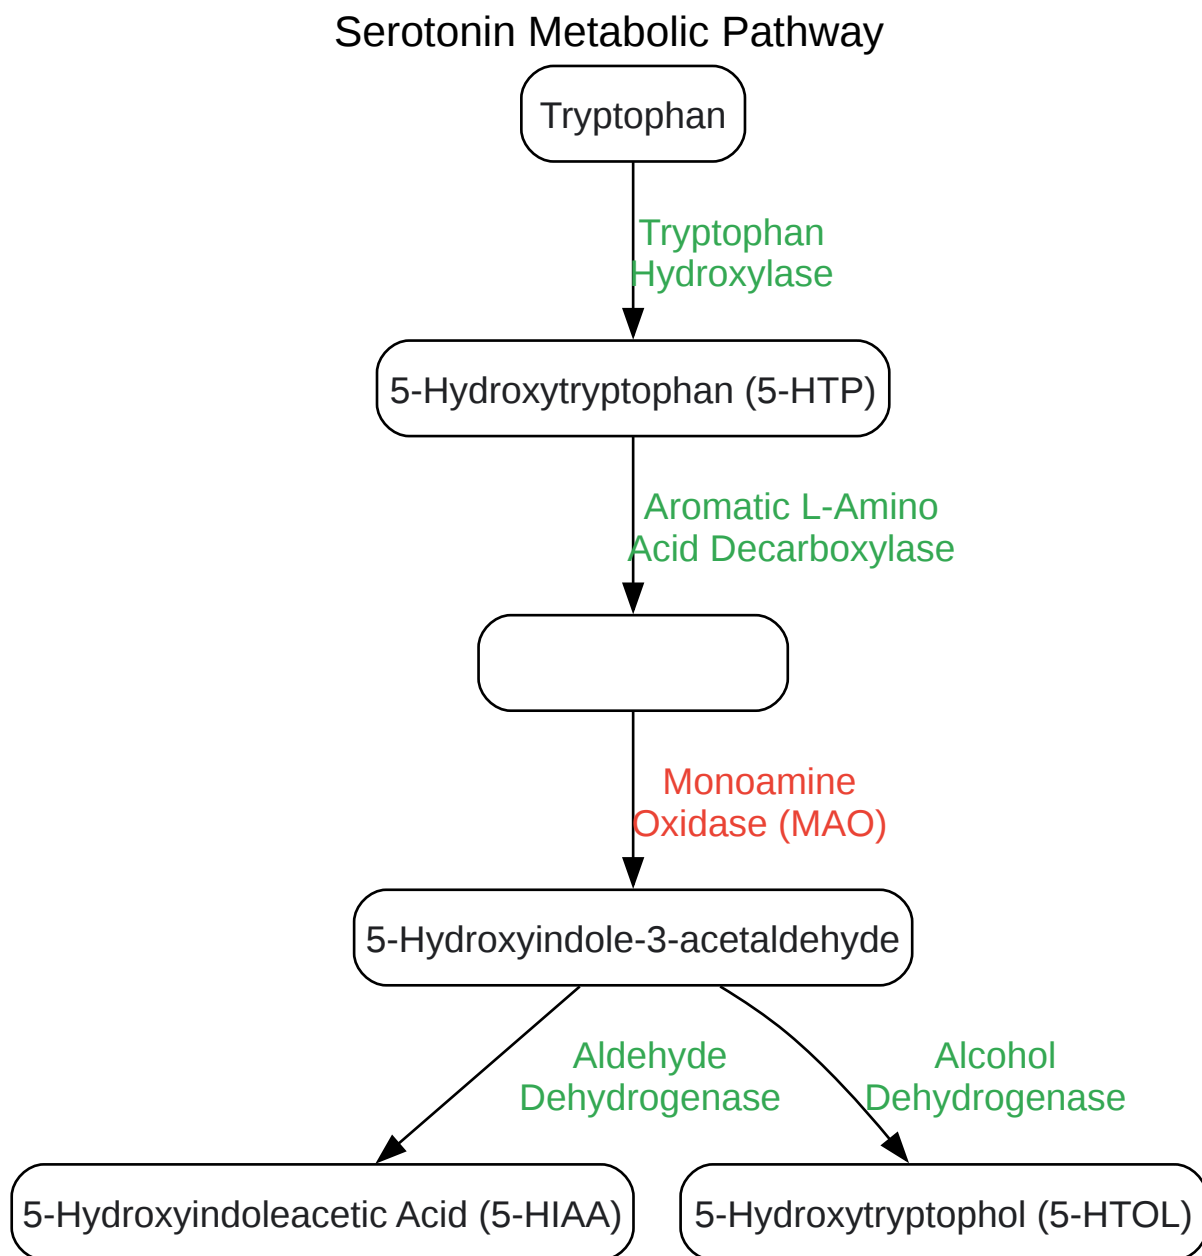 Serotonin Metabolic Pathway
Tryptophan
Tryptophan
Hydroxylase
5-Hydroxytryptophan (5-HTP)
Aromatic L-Amino
Acid Decarboxylase
Monoamine
Oxidase (MAO)
5-Hydroxyindole-3-acetaldehyde
Aldehyde
Dehydrogenase
Alcohol
Dehydrogenase
5-Hydroxyindoleacetic Acid (5-HIAA)
5-Hydroxytryptophol (5-HTOL)